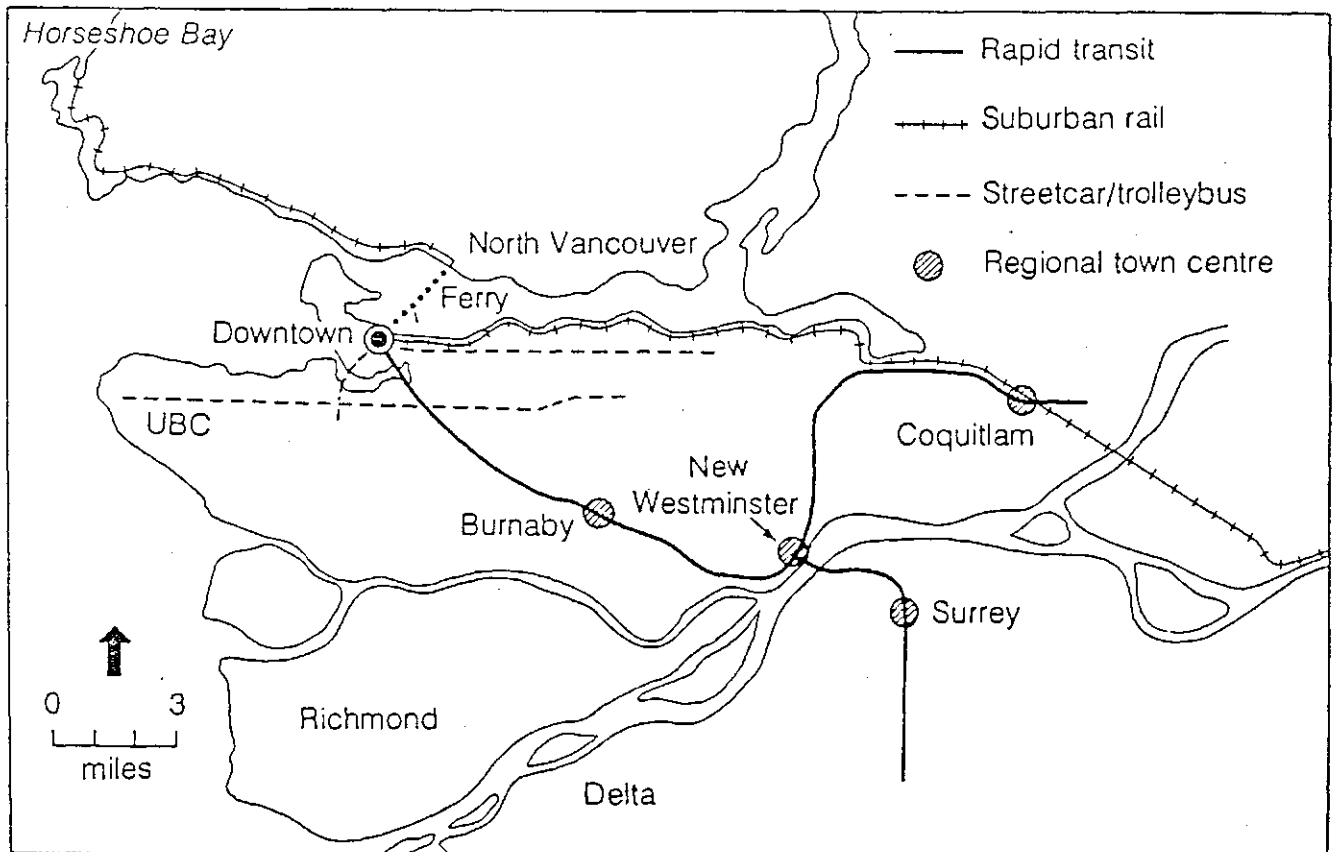 Horseshoe Bay
Rapid transit
Suburban rail
Streetcar/trolleybus
Regional town centre
North Vancouver
Ferry
Downtown
UBC
Coquitlam
New
Westminster
Burnaby
Surrey
0 3
miles
Richmond
Delta